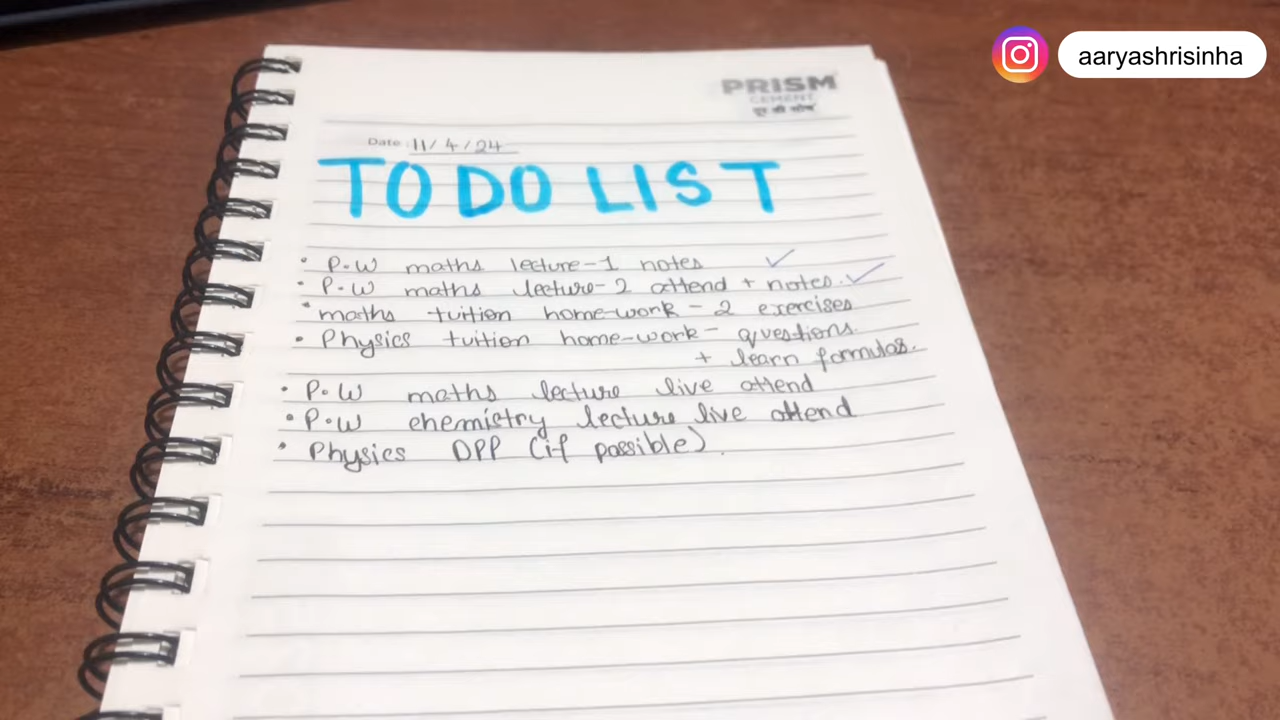 aaryashrisinha
PRISM
CEMENT
दूर की सोच
Date: 11/4/24
TO DO LIST
• P.W maths lecture-1 notes ✓
• P.W maths lecture-2 attend + notes. ✓
• maths tuition home-work - 2 exercises
• Physics tuition home-work - questions.
+ learn formulas.
• P.W maths lecture live attend
• P.W chemistry lecture live attend
• Physics DPP (if possible).